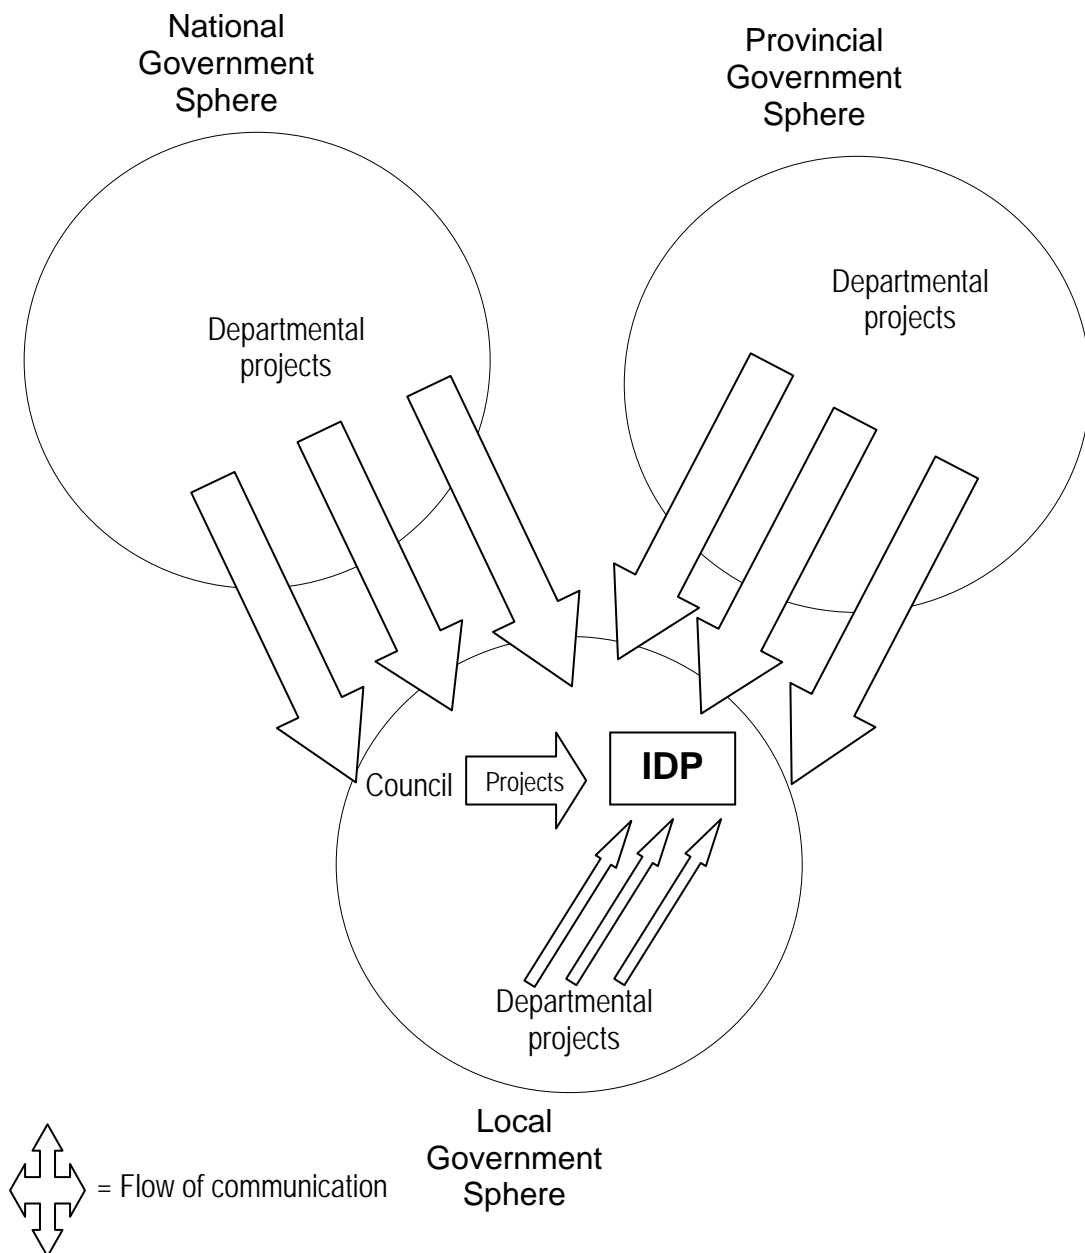 National
Government
Sphere
Provincial
Government
Sphere
Departmental
projects
Departmental
projects
Council
Projects
IDP
Departmental
projects
Local
Government
Sphere
= Flow of communication